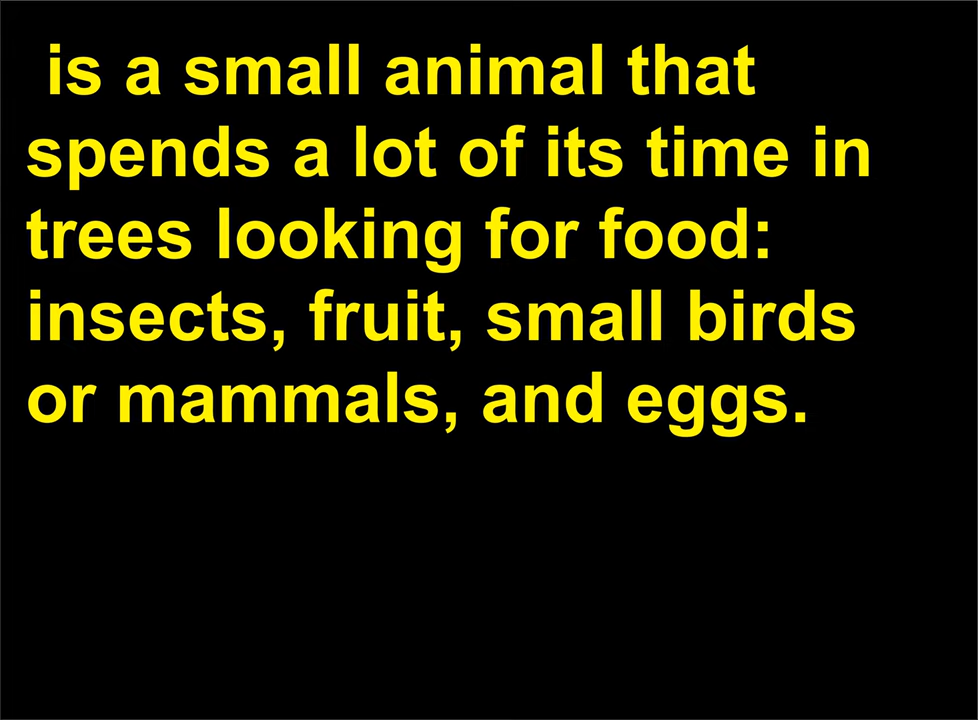 is a small animal that
spends a lot of its time in
trees looking for food:
insects, fruit, small birds
or mammals, and eggs.